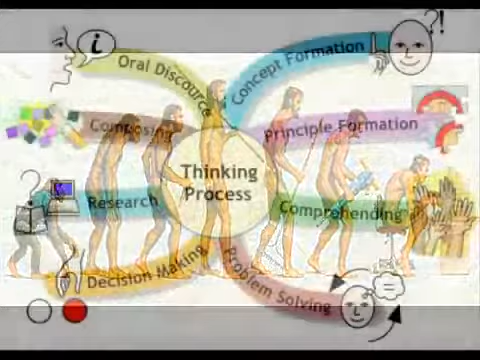 i
?!
Oral Discource
Concept Formation
Composing
Principle Formation
Thinking
Process
?
Research
Comprehending
Decision Making
Problem Solving